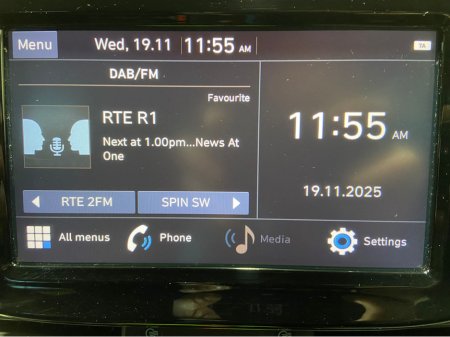 Menu
Wed, 19.11 11:55 AM
TA
DAB/FM
Favourite
RTE R1
Next at 1.00pm...News At
One
RTE 2FM
SPIN SW
11:55 AM
19.11.2025
All menus
Phone
Media
Settings